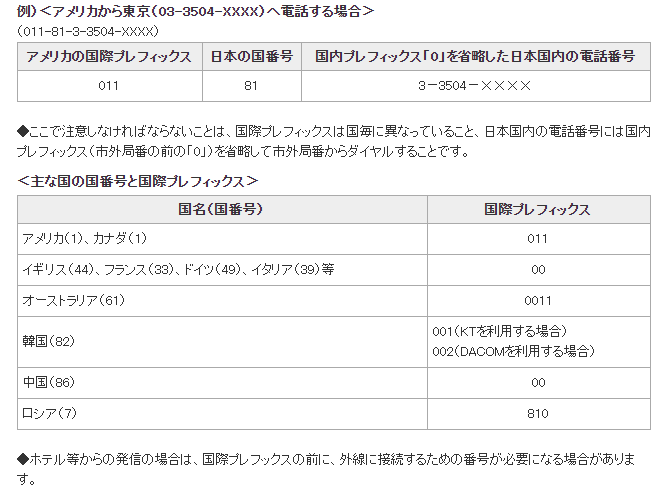 例）＜アメリカから東京（03-3504-XXXX）へ電話する場合＞
（011-81-3-3504-XXXX）
アメリカの国際プレフィックス 日本の国番号 国内プレフィックス「0」を省略した日本国内の電話番号
011 81 3－3504－××××
◆ここで注意しなければならないことは、国際プレフィックスは国毎に異なっていること、日本国内の電話番号には国内
プレフィックス（市外局番の前の「0」）を省略して市外局番からダイヤルすることです。
＜主な国の国番号と国際プレフィックス＞
国名（国番号） 国際プレフィックス
アメリカ（1）、カナダ（1） 011
イギリス（44）、フランス（33）、ドイツ（49）、イタリア（39）等 00
オーストラリア（61） 0011
韓国（82） 001（KTを利用する場合）
002（DACOMを利用する場合）
中国（86） 00
ロシア（7） 810
◆ホテル等からの発信の場合は、国際プレフックスの前に、外線に接続するための番号が必要になる場合がありま
す。